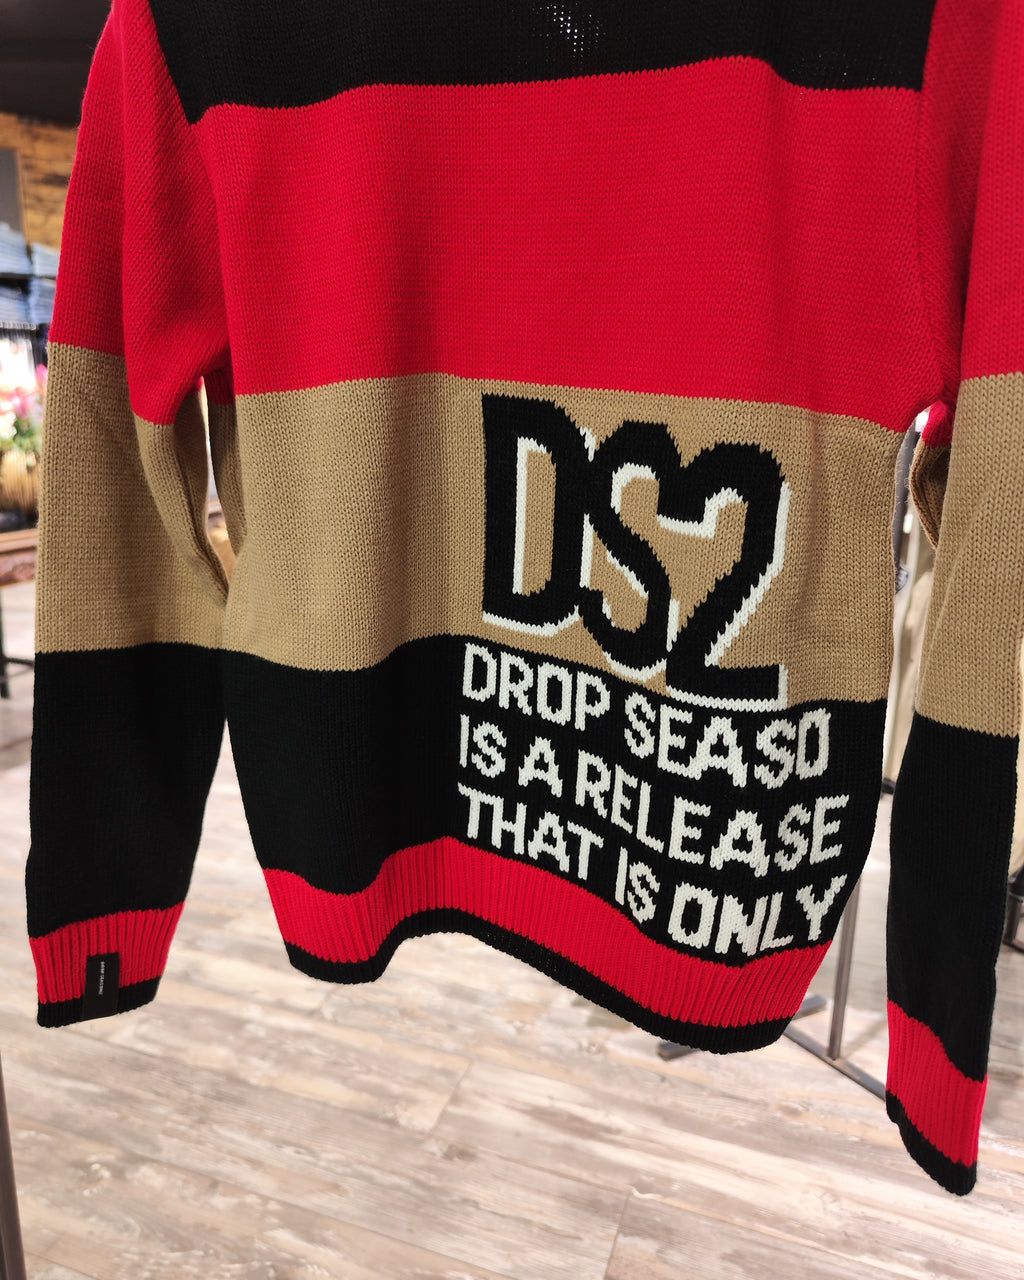 DS2
DROP SEASO
IS A RELEASE
THAT IS ONLY